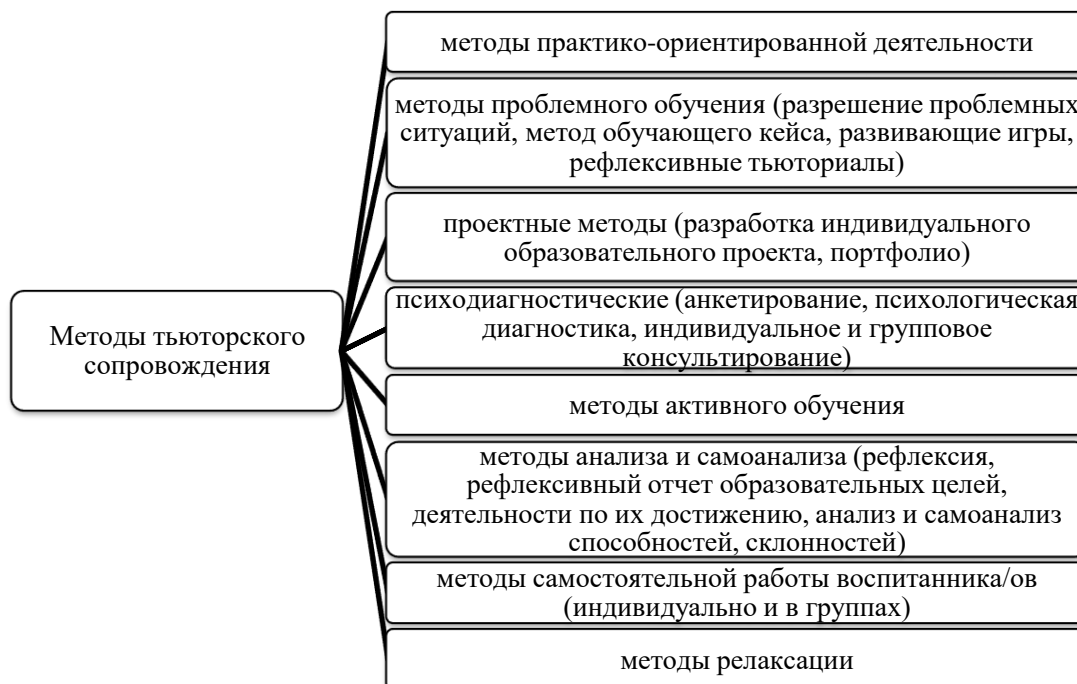 Методы тьюторского
сопровождения
методы практико-ориентированной деятельности
методы проблемного обучения (разрешение проблемных
ситуаций, метод обучающего кейса, развивающие игры,
рефлексивные тьюториалы)
проектные методы (разработка индивидуального
образовательного проекта, портфолио)
психодиагностические (анкетирование, психологическая
диагностика, индивидуальное и групповое
консультирование)
методы активного обучения
методы анализа и самоанализа (рефлексия,
рефлексивный отчет образовательных целей,
деятельности по их достижению, анализ и самоанализ
способностей, склонностей)
методы самостоятельной работы воспитанника/ов
(индивидуально и в группах)
методы релаксации